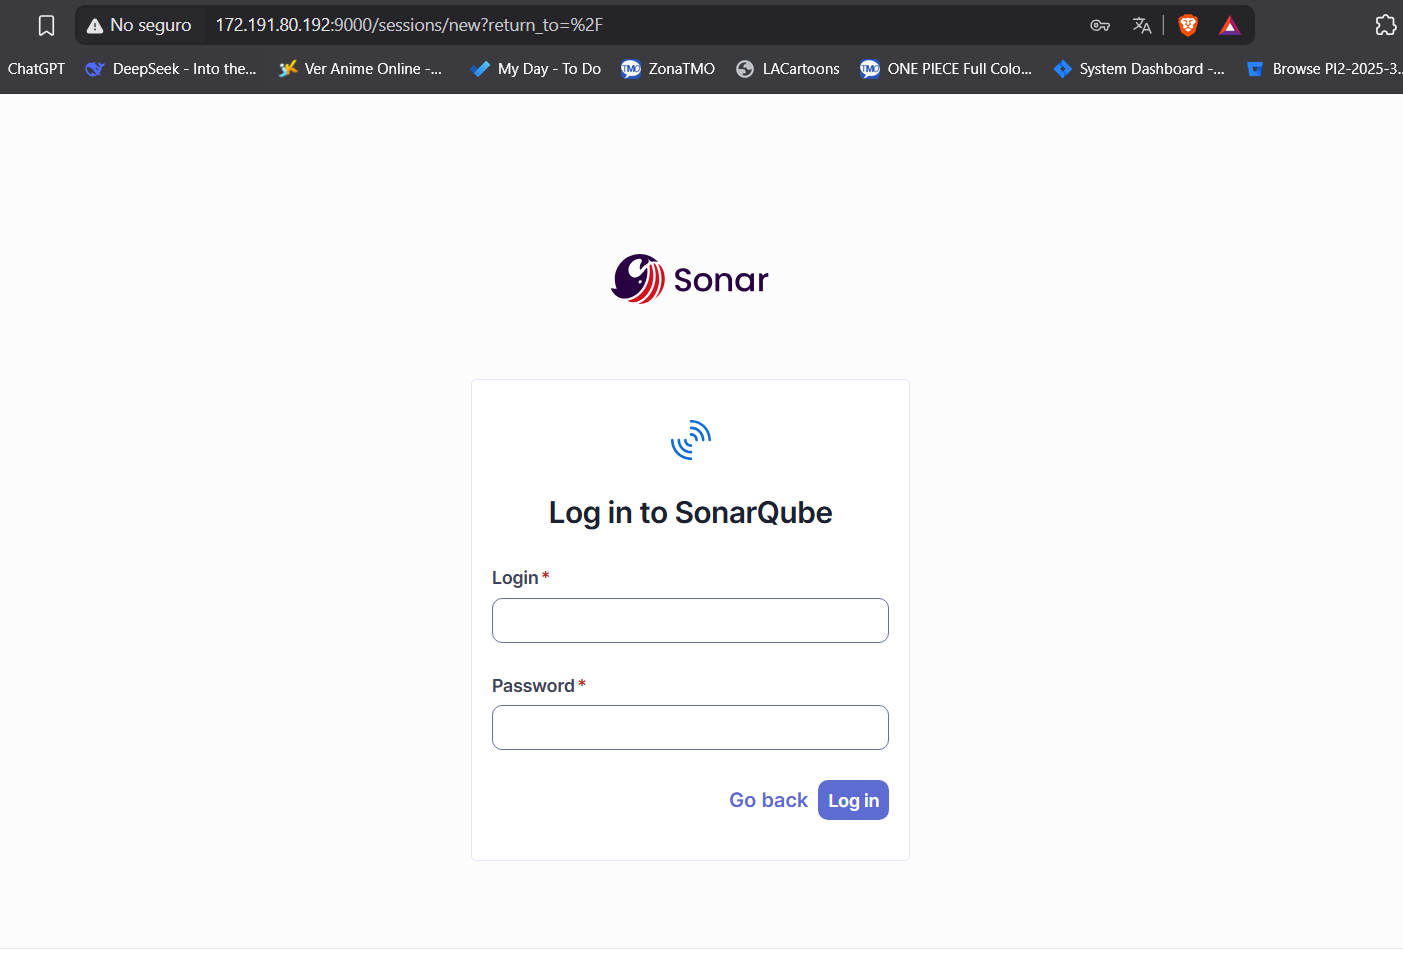 No seguro 172.191.80.192:9000/sessions/new?return_to=%2F
ChatGPT DeepSeek - Into the... Ver Anime Online -... My Day - To Do TMO ZonaTMO LACartoons TMO ONE PIECE Full Colo... System Dashboard -... Browse PI2-2025-3...
Sonar
Log in to SonarQube
Login *
Password *
Go back Log in